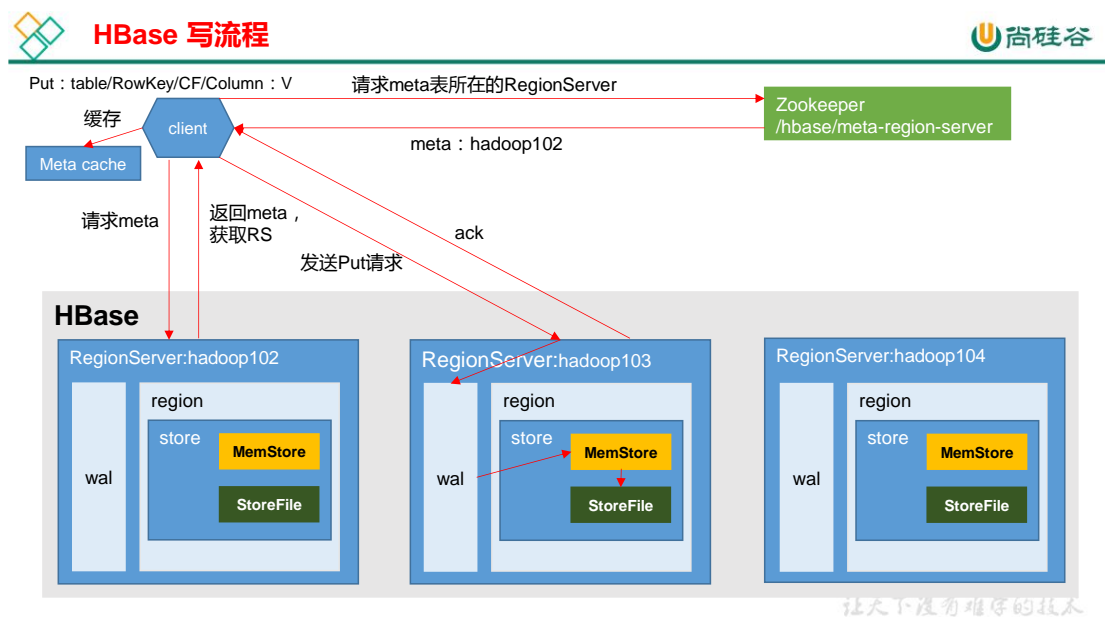 HBase 写流程
尚硅谷
Put：table/RowKey/CF/Column：V
请求meta表所在的RegionServer
Zookeeper
/hbase/meta-region-server
缓存
client
meta：hadoop102
Meta cache
请求meta
返回meta，
获取RS
ack
发送Put请求
HBase
RegionServer:hadoop102
wal
region
store
MemStore
StoreFile
RegionServer:hadoop103
wal
region
store
MemStore
StoreFile
RegionServer:hadoop104
wal
region
store
MemStore
StoreFile
让天下没有难学的技术